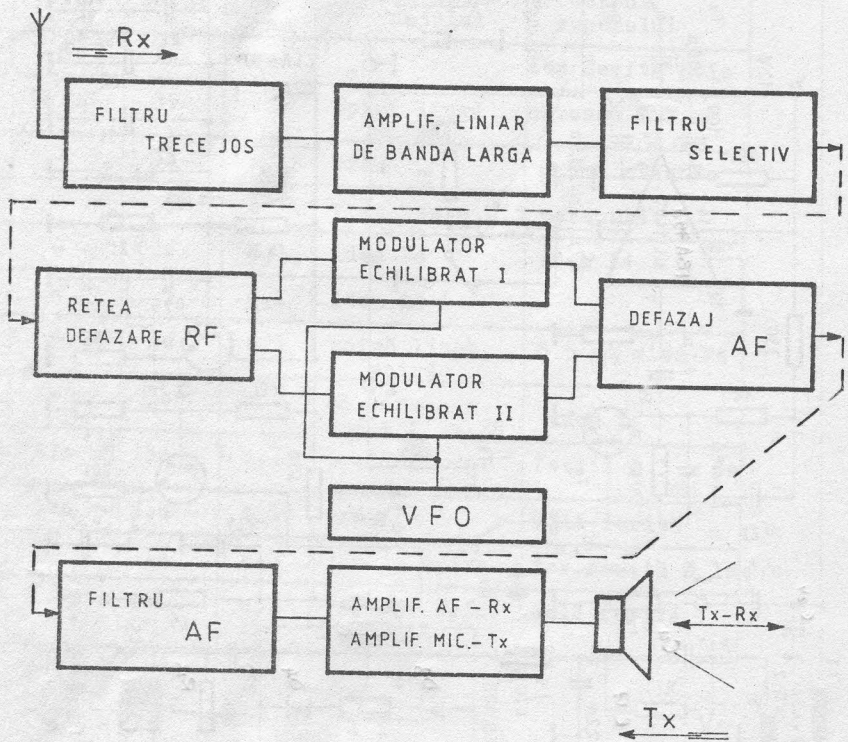 Rx
FILTRU
TRECE JOS
AMPLIF. LINIAR
DE BANDA LARGA
FILTRU
SELECTIV
MODULATOR
ECHILIBRAT I
RETEA
DEFAZARE RF
DEFAZAJ
AF
MODULATOR
ECHILIBRAT II
VFO
FILTRU
AF
AMPLIF. AF-Rx
AMPLIF. MIC.-Tx
Tx-Rx
Tx